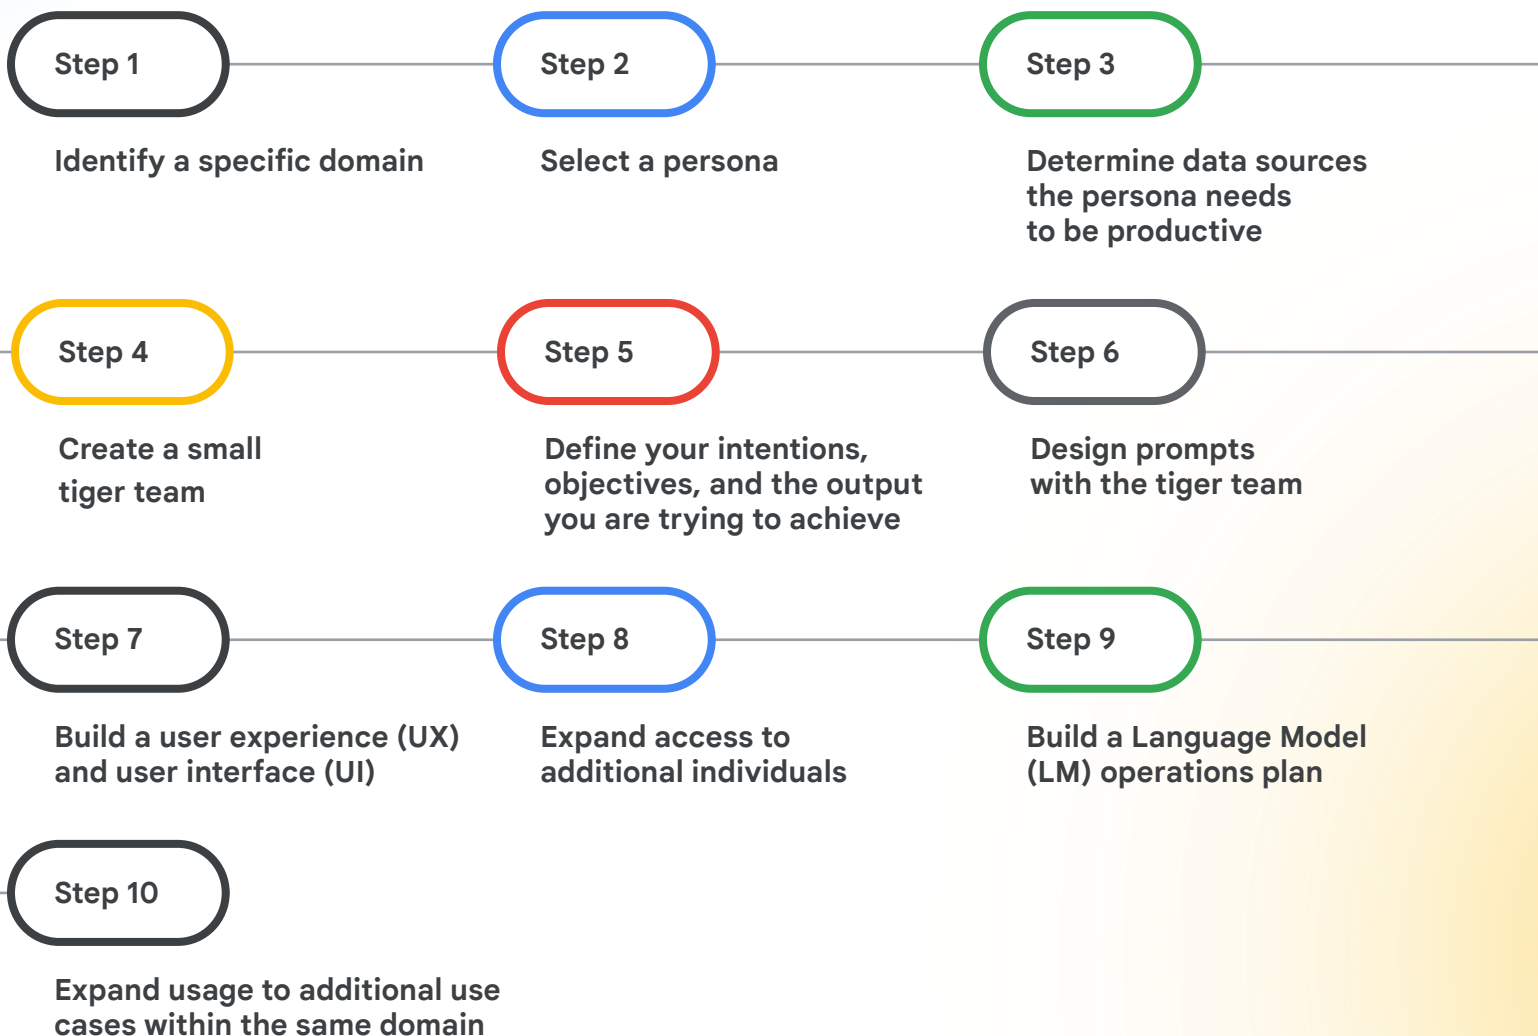 Step 1
Identify a specific domain
Step 2
Select a persona
Step 3
Determine data sources
the persona needs
to be productive
Step 4
Create a small
tiger team
Step 5
Define your intentions,
objectives, and the output
you are trying to achieve
Step 6
Design prompts
with the tiger team
Step 7
Build a user experience (UX)
and user interface (UI)
Step 8
Expand access to
additional individuals
Step 9
Build a Language Model
(LM) operations plan
Step 10
Expand usage to additional use
cases within the same domain